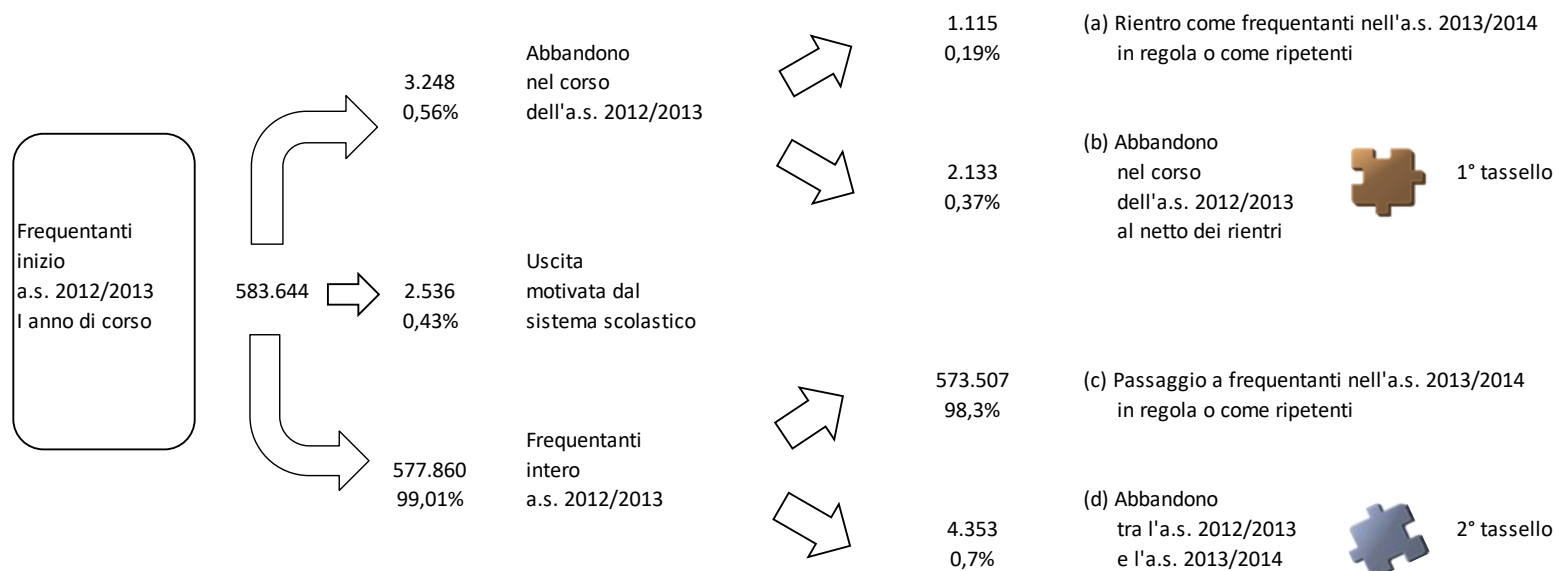 Frequentanti
inizio
a.s. 2012/2013
I anno di corso
583.644
3.248
0,56%
Abbandono
nel corso
dell'a.s. 2012/2013
1.115
0,19%
(a) Rientro come frequentanti nell'a.s. 2013/2014
in regola o come ripetenti
2.133
0,37%
(b) Abbandono
nel corso
dell'a.s. 2012/2013
al netto dei rientri
1° tassello
2.536
0,43%
Uscita
motivata dal
sistema scolastico
577.860
99,01%
Frequentanti
intero
a.s. 2012/2013
573.507
98,3%
(c) Passaggio a frequentanti nell'a.s. 2013/2014
in regola o come ripetenti
4.353
0,7%
(d) Abbandono
tra l'a.s. 2012/2013
e l'a.s. 2013/2014
2° tassello